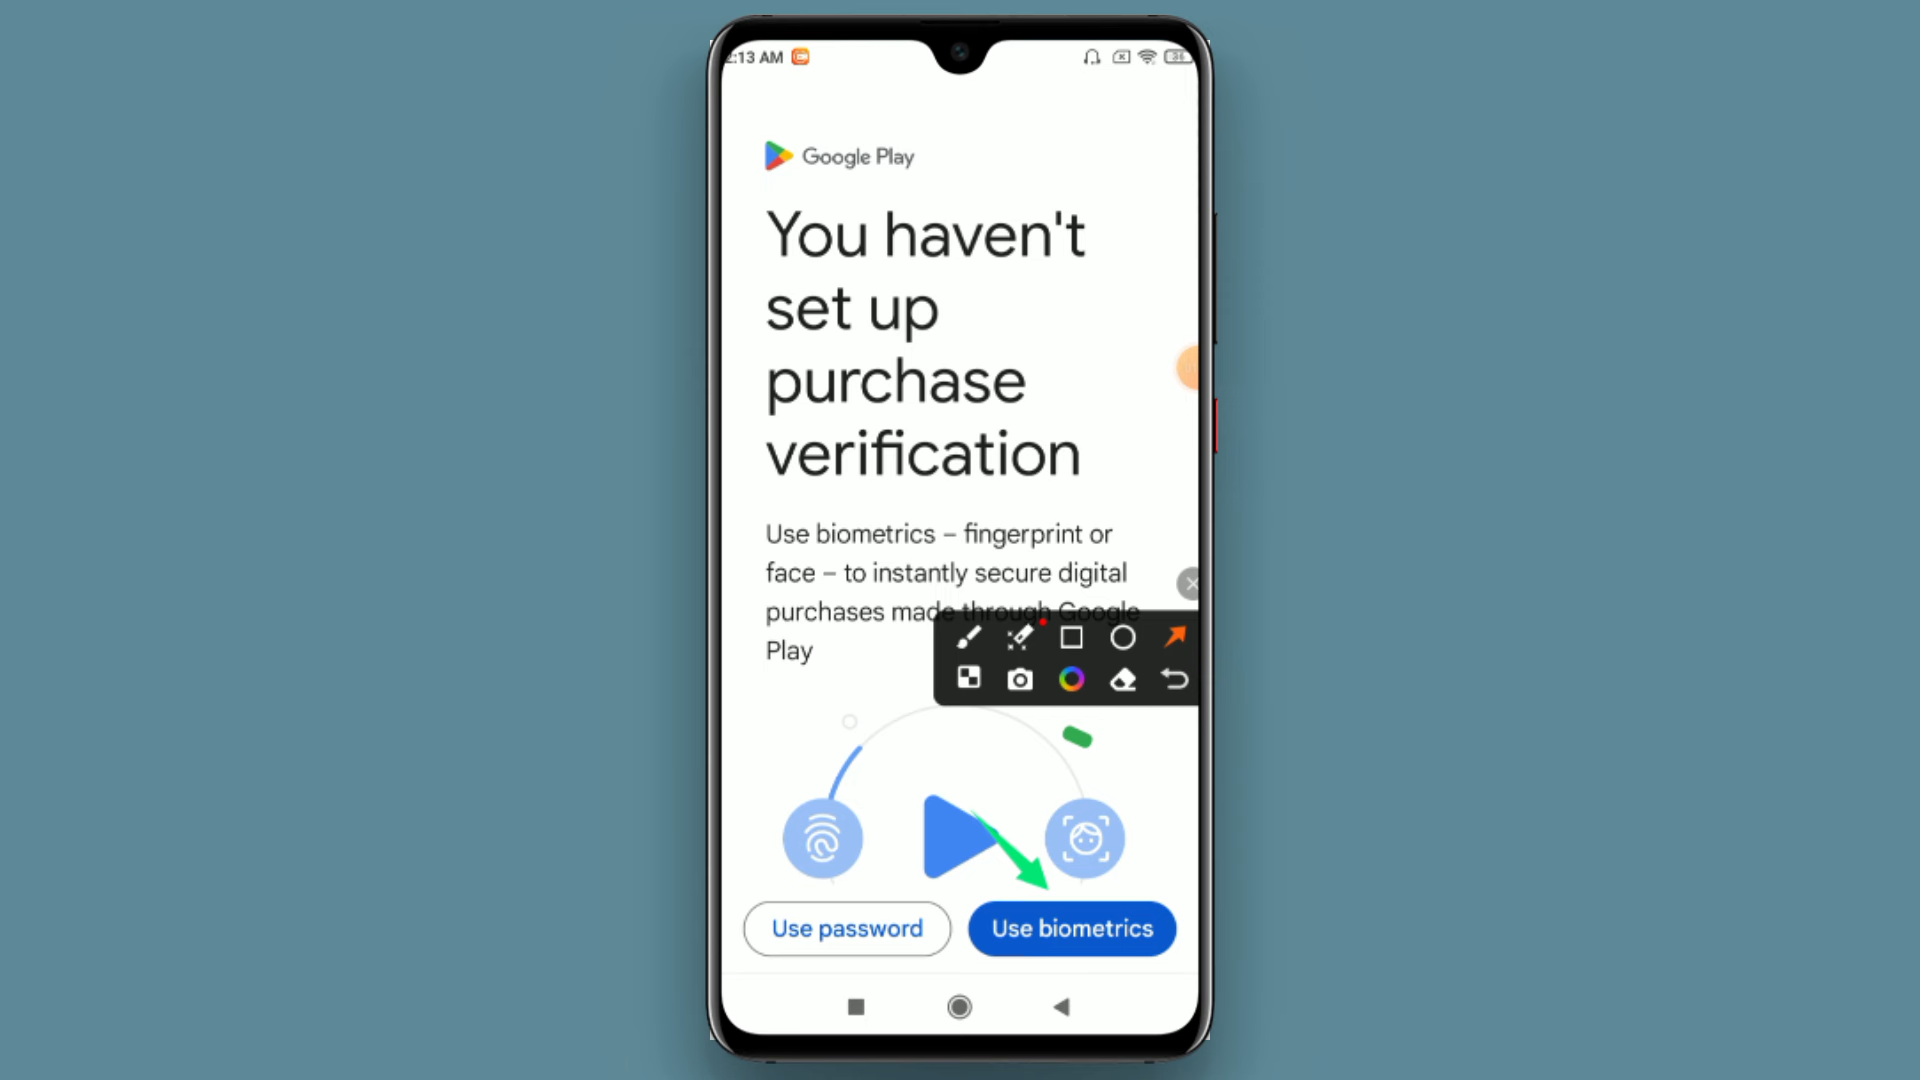 :13 AM
36
Google Play
You haven't
set up
purchase
verification
Use biometrics – fingerprint or
face – to instantly secure digital
purchases made through Google
Play
Use password
Use biometrics